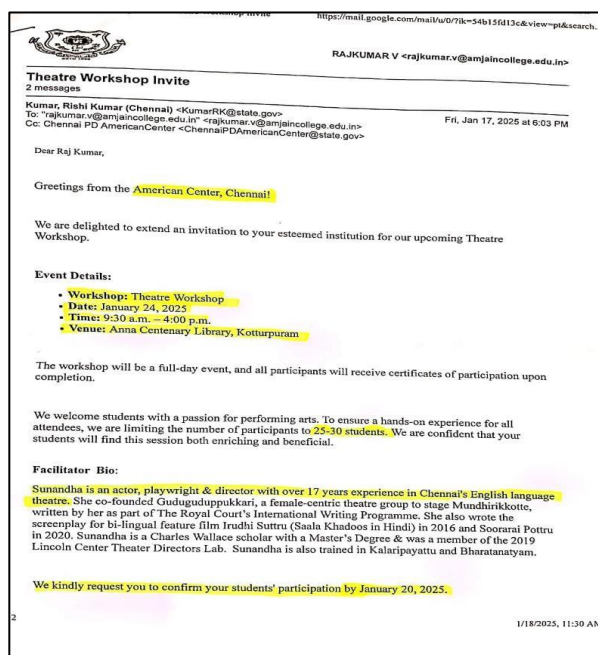 https://mail.google.com/mail/u/0/?ik=54b15fd13c&view=pt&search.
RAJKUMAR V <rajkumar.v@amjaincollege.edu.in>
Theatre Workshop Invite
2 messages
Kumar, Rishi Kumar (Chennai) <KumarRK@state.gov>
Fri, Jan 17, 2025 at 6:03 PM
To: "rajkumar.v@amjaincollege.edu.in" <rajkumar.v@amjaincollege.edu.in>
Cc: Chennai PD AmericanCenter <ChennaiPDAmericanCenter@state.gov>
Dear Raj Kumar,
Greetings from the American Center, Chennai!
We are delighted to extend an invitation to your esteemed institution for our upcoming Theatre
Workshop.
Event Details:
• Workshop: Theatre Workshop
• Date: January 24, 2025
• Time: 9:30 a.m. – 4:00 p.m.
• Venue: Anna Centenary Library, Kotturpuram
The workshop will be a full-day event, and all participants will receive certificates of participation upon
completion.
We welcome students with a passion for performing arts. To ensure a hands-on experience for all
attendees, we are limiting the number of participants to 25-30 students. We are confident that your
students will find this session both enriching and beneficial.
Facilitator Bio:
Sunandha is an actor, playwright & director with over 17 years experience in Chennai's English language
theatre. She co-founded Guduguduppukkari, a female-centric theatre group to stage Mundhirikkotte,
written by her as part of The Royal Court's International Writing Programme. She also wrote the
screenplay for bi-lingual feature film Irudhi Suttru (Saala Khadoos in Hindi) in 2016 and Soorarai Pottru
in 2020. Sunandha is a Charles Wallace scholar with a Master's Degree & was a member of the 2019
Lincoln Center Theater Directors Lab. Sunandha is also trained in Kalaripayattu and Bharatanatyam.
We kindly request you to confirm your students' participation by January 20, 2025.
2
1/18/2025, 11:30 AM